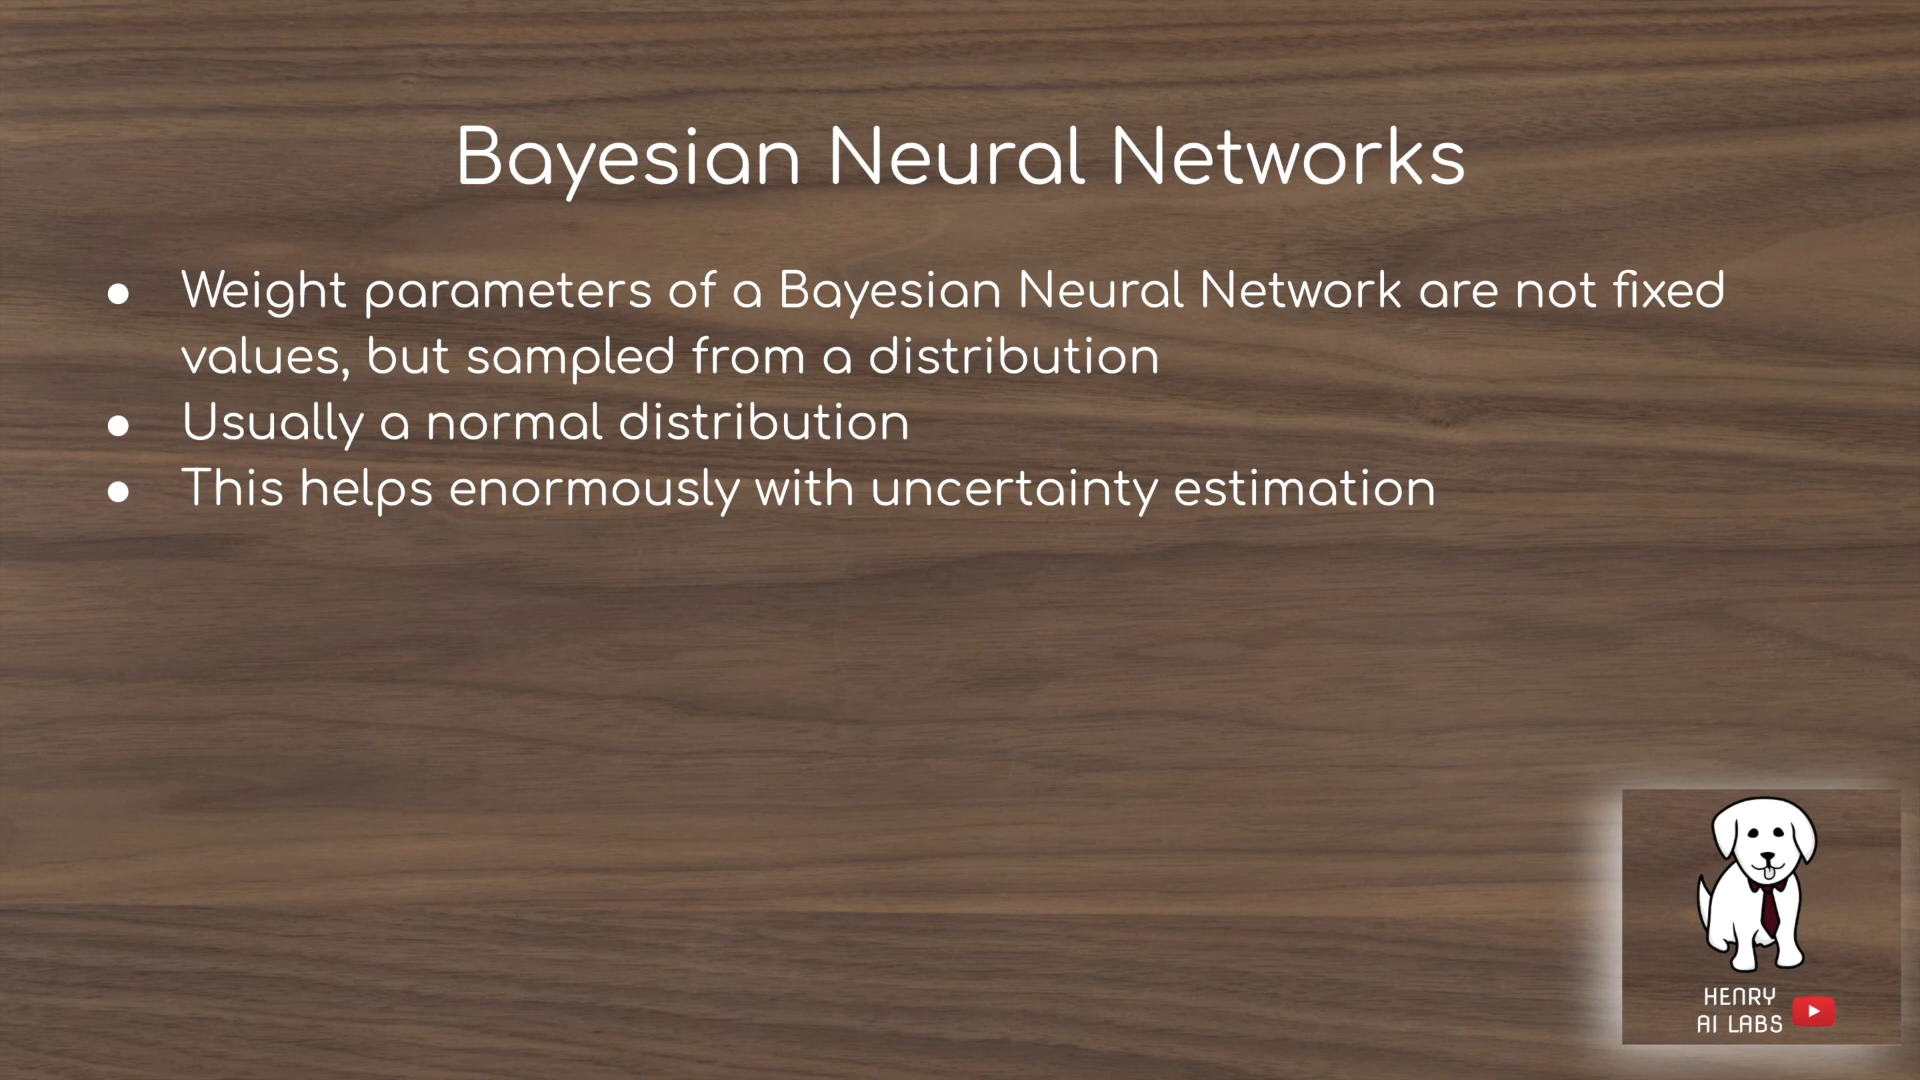 Bayesian Neural Networks
● Weight parameters of a Bayesian Neural Network are not fixed
values, but sampled from a distribution
● Usually a normal distribution
● This helps enormously with uncertainty estimation
HENRY
AI LABS